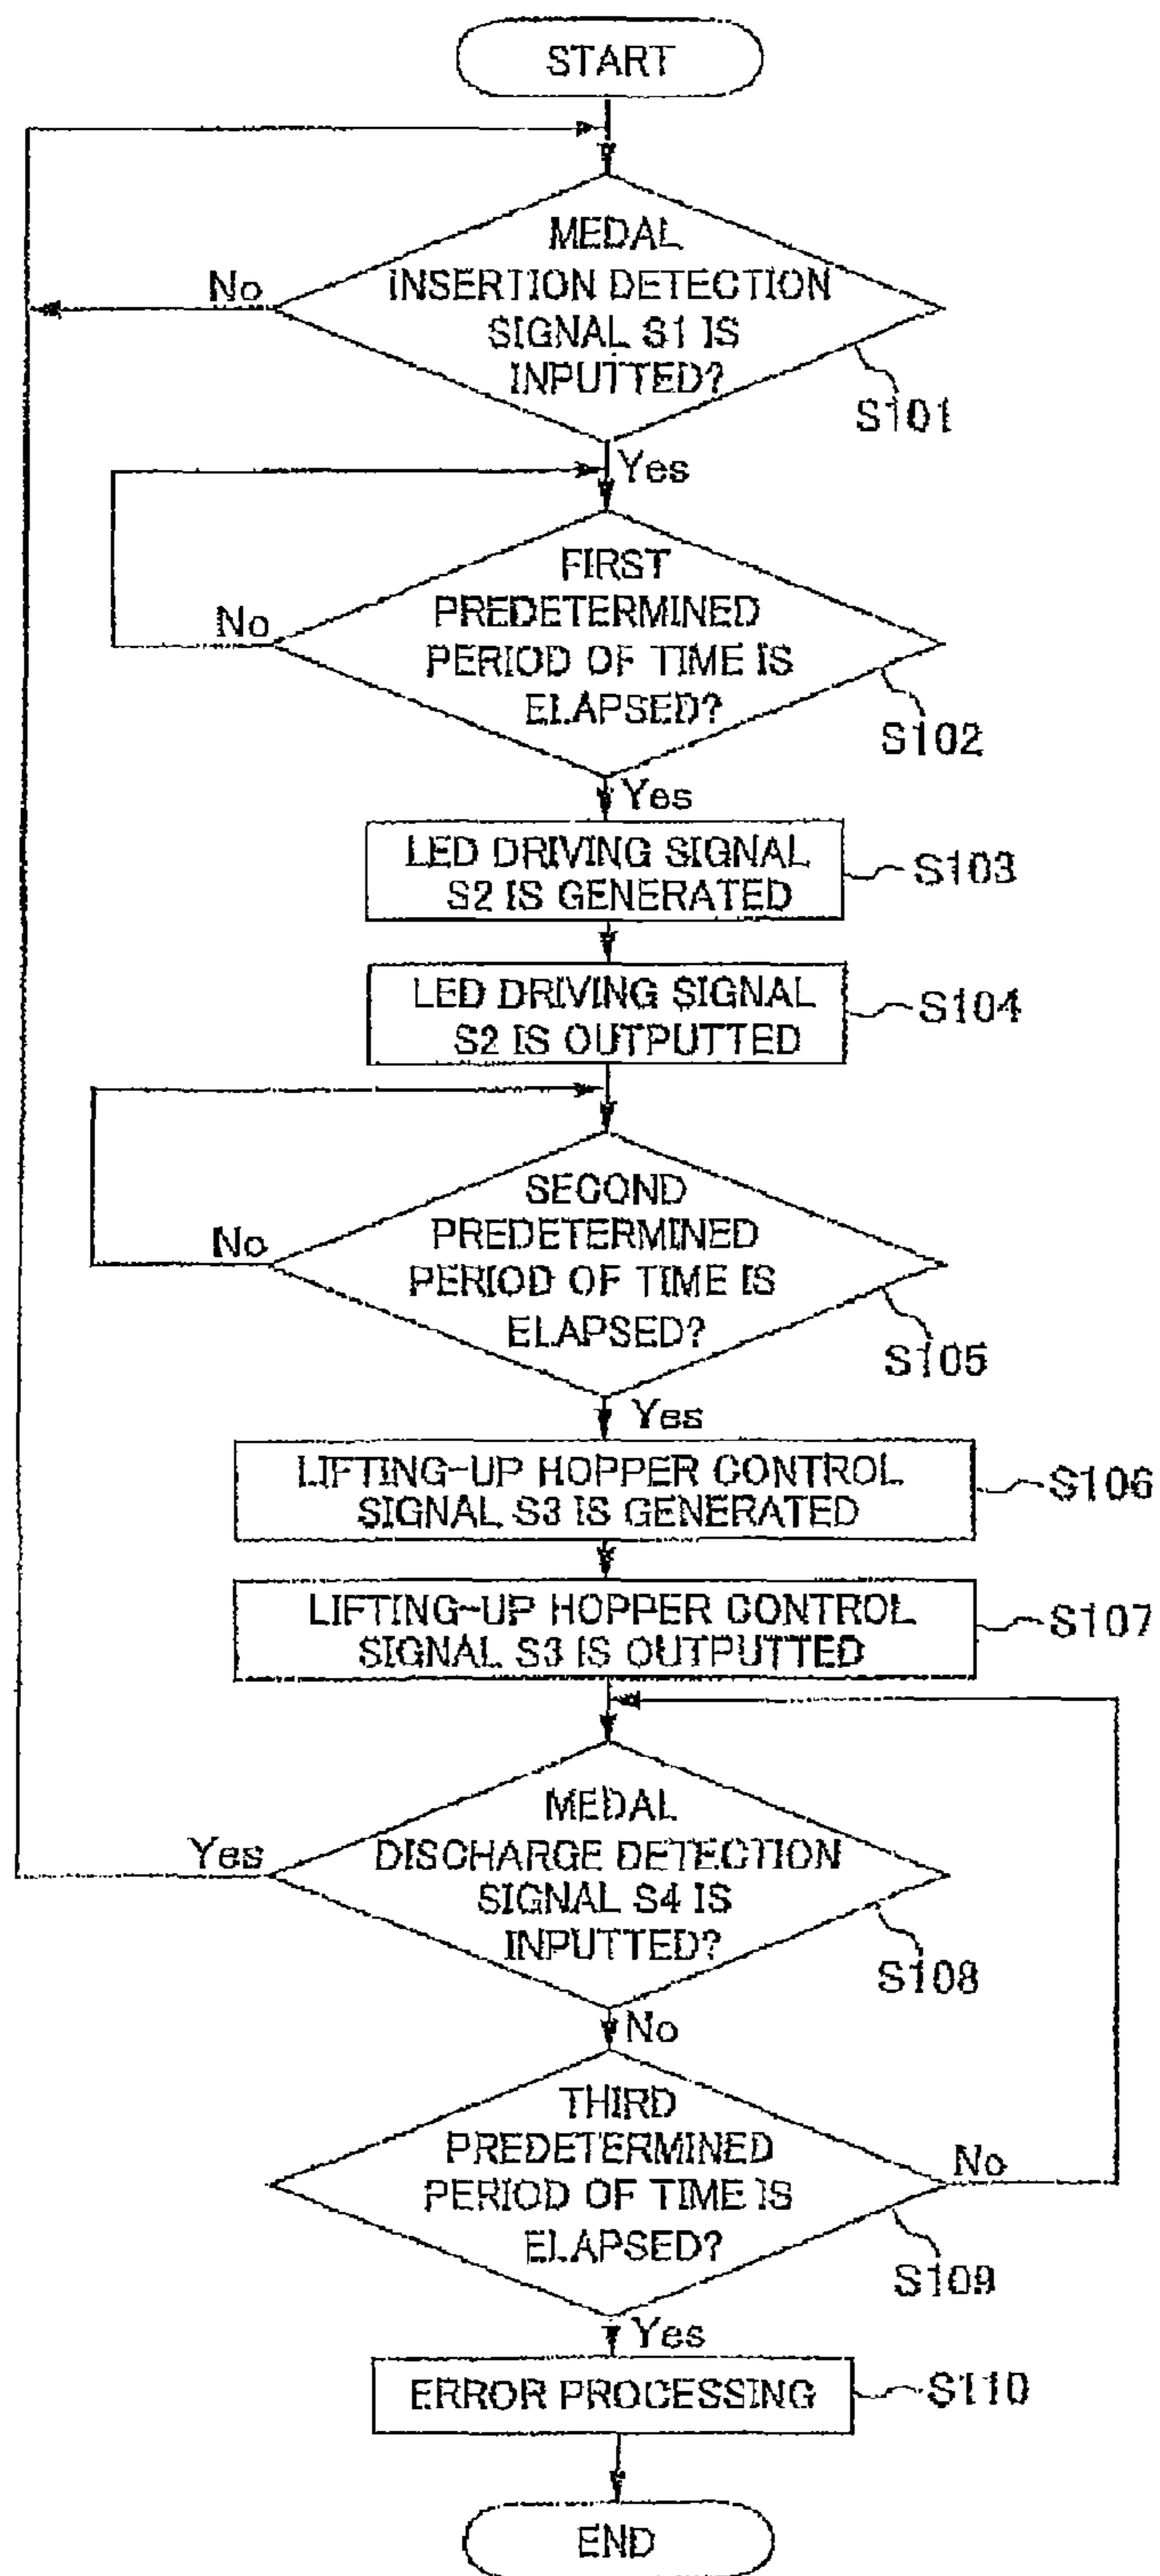 START
MEDAL
INSERTION DETECTION
SIGNAL S1 IS
INPUTTED?
No
S101
Yes
FIRST
PREDETERMINED
PERIOD OF TIME IS
ELAPSED?
No
S102
Yes
LED DRIVING SIGNAL
S2 IS GENERATED
S103
LED DRIVING SIGNAL
S2 IS OUTPUTTED
S104
SECOND
PREDETERMINED
PERIOD OF TIME IS
ELAPSED?
No
S105
Yes
LIFTING-UP HOPPER CONTROL
SIGNAL S3 IS GENERATED
S106
LIFTING-UP HOPPER CONTROL
SIGNAL S3 IS OUTPUTTED
S107
MEDAL
DISCHARGE DETECTION
SIGNAL S4 IS
INPUTTED?
Yes
S108
No
THIRD
PREDETERMINED
PERIOD OF TIME IS
ELAPSED?
No
S109
Yes
ERROR PROCESSING
S110
END